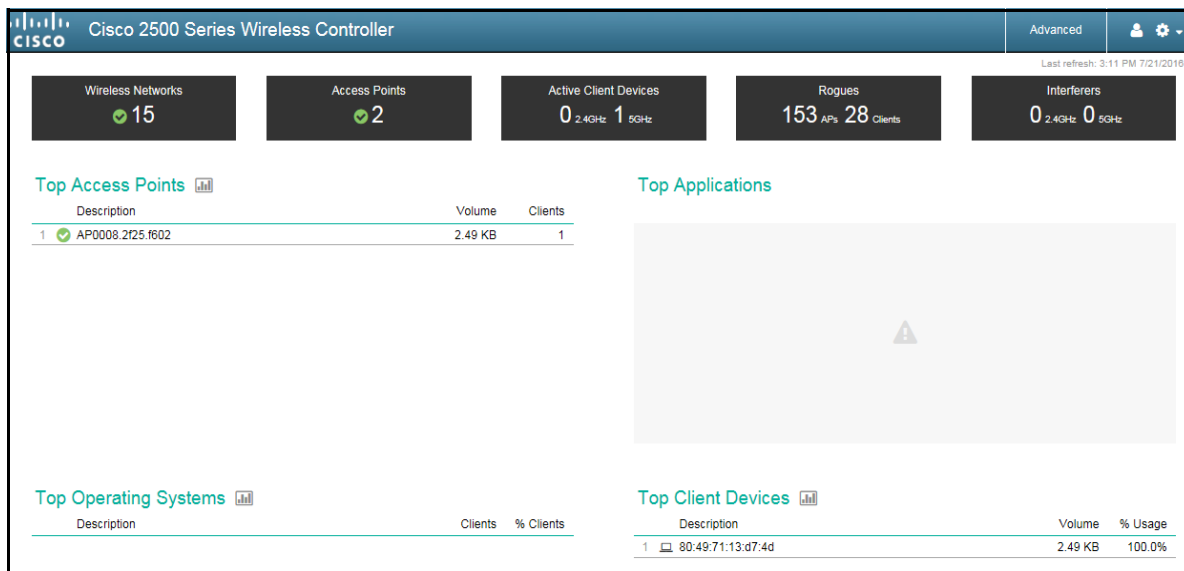 CISCO Cisco 2500 Series Wireless Controller Advanced
Last refresh: 3:11 PM 7/21/2016
Wireless Networks
15
Access Points
2
Active Client Devices
0 2.4GHz 1 5GHz
Rogues
153 APs 28 Clients
Interferers
0 2.4GHz 0 5GHz
Top Access Points
Description Volume Clients
1 AP0008.2f25.f602 2.49 KB 1
Top Applications
Top Operating Systems
Description Clients % Clients
Top Client Devices
Description Volume % Usage
1 80:49:71:13:d7:4d 2.49 KB 100.0%